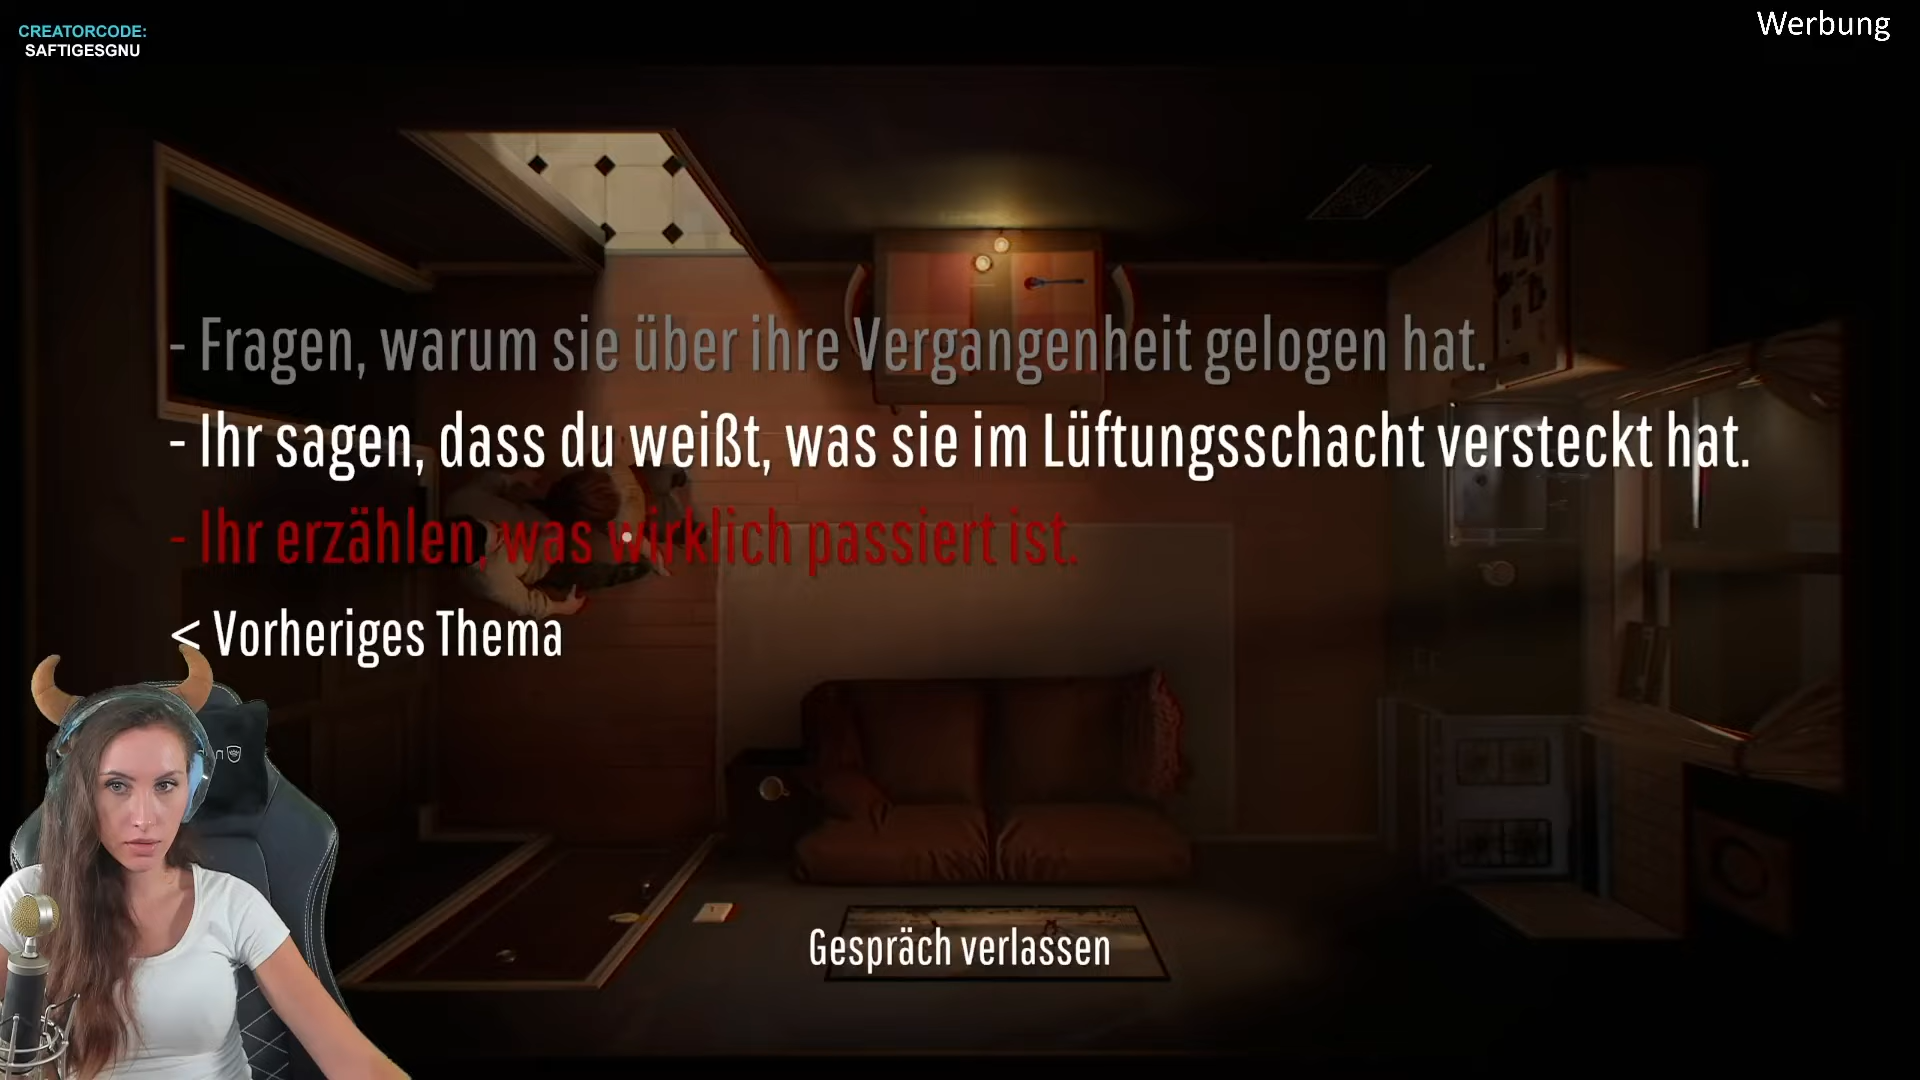 CREATORCODE:
SAFTIGESGNU
Werbung
- Fragen, warum sie über ihre Vergangenheit gelogen hat.
- Ihr sagen, dass du weißt, was sie im Lüftungsschacht versteckt hat.
- Ihr erzählen, was wirklich passiert ist.
< Vorheriges Thema
Gespräch verlassen